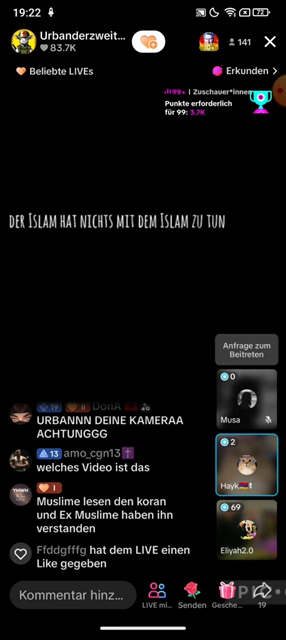 19:22
72
Urbanderzweit...
83.7K
141
Beliebte LIVEs
Erkunden >
99+ | Zuschauer*innen
Punkte erforderlich
für 99: 3.7K
der Islam hat nichts mit dem Islam zu tun
Anfrage zum
Beitreten
0
Musa
DonA
URBANNN DEINE KAMERAA
ACHTUNGGG
13 amo_cgn13
welches Video ist das
2
Hayk
Muslime lesen den koran
und Ex Muslime haben ihn
verstanden
69
Eliyah2.0
Ffddgfffg hat dem LIVE einen
Like gegeben
Kommentar hinz...
LIVE mi...
Senden
Gesche...
19